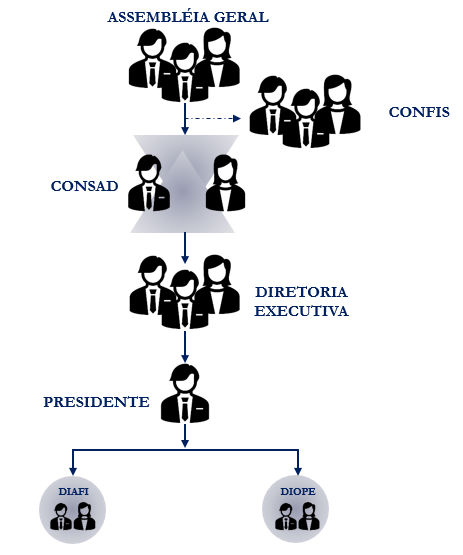 ASSEMBLÉIA GERAL
CONFIS
CONSAD
DIRETORIA
EXECUTIVA
PRESIDENTE
DIAFI
DIOPE